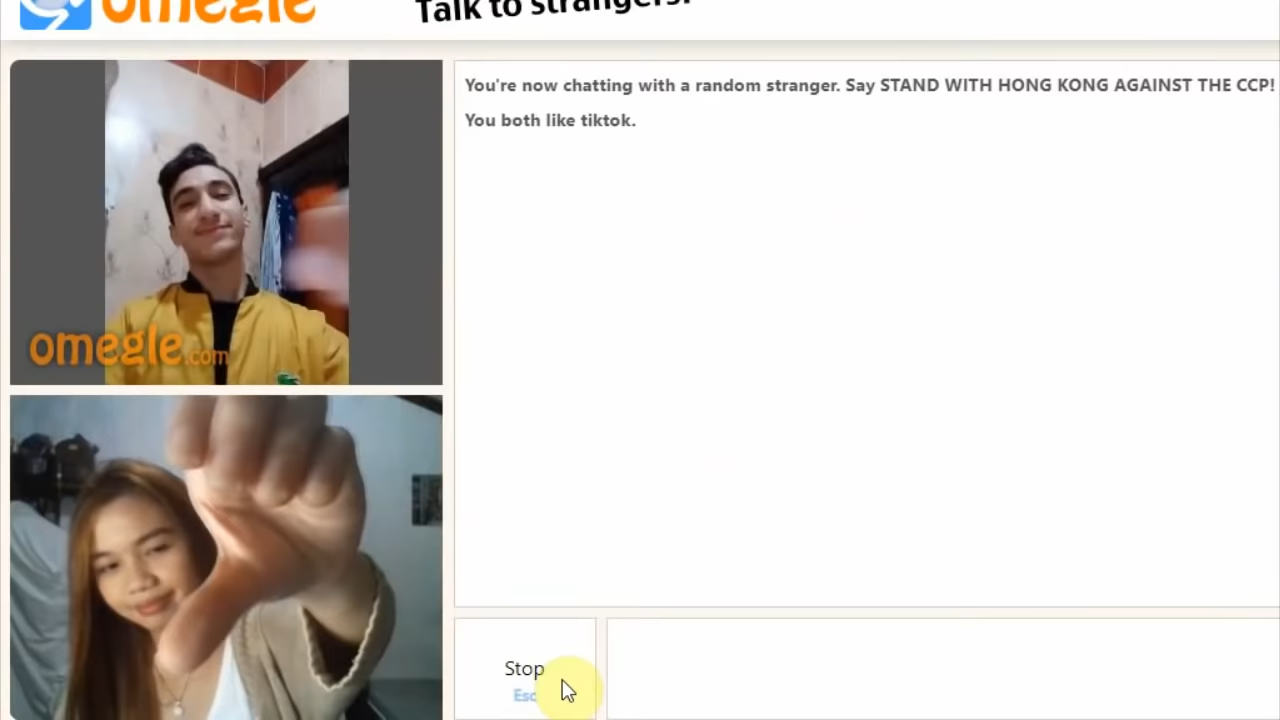 omegle
Talk to strangers!
You're now chatting with a random stranger. Say STAND WITH HONG KONG AGAINST THE CCP!
You both like tiktok.
omegle.com
Stop
Esc